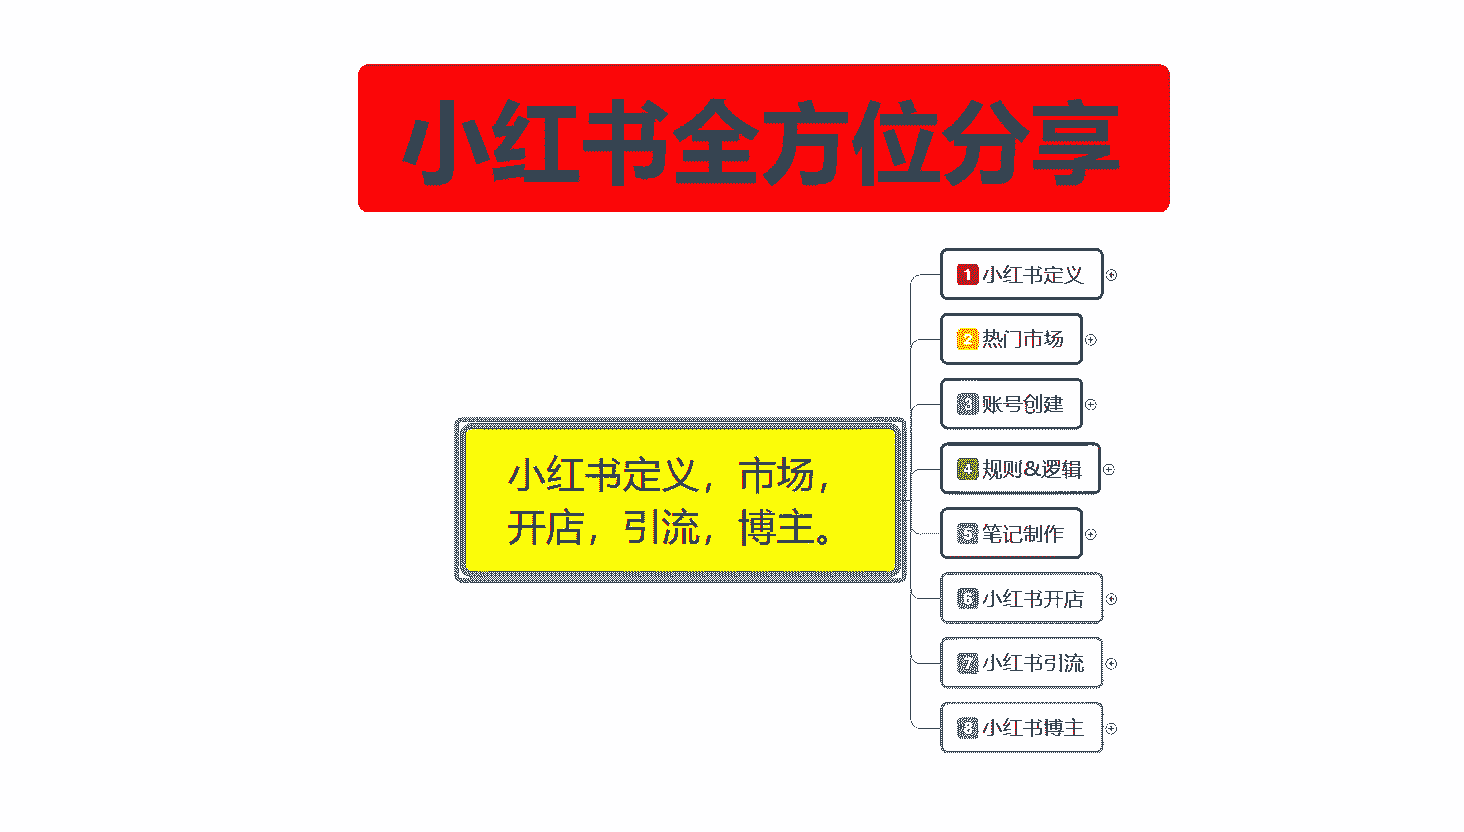 小红书全方位分享
1 小红书定义
2 热门市场
3 账号创建
4 规则&逻辑
小红书定义，市场，
开店，引流，博主。
5 笔记制作
6 小红书开店
7 小红书引流
8 小红书博主